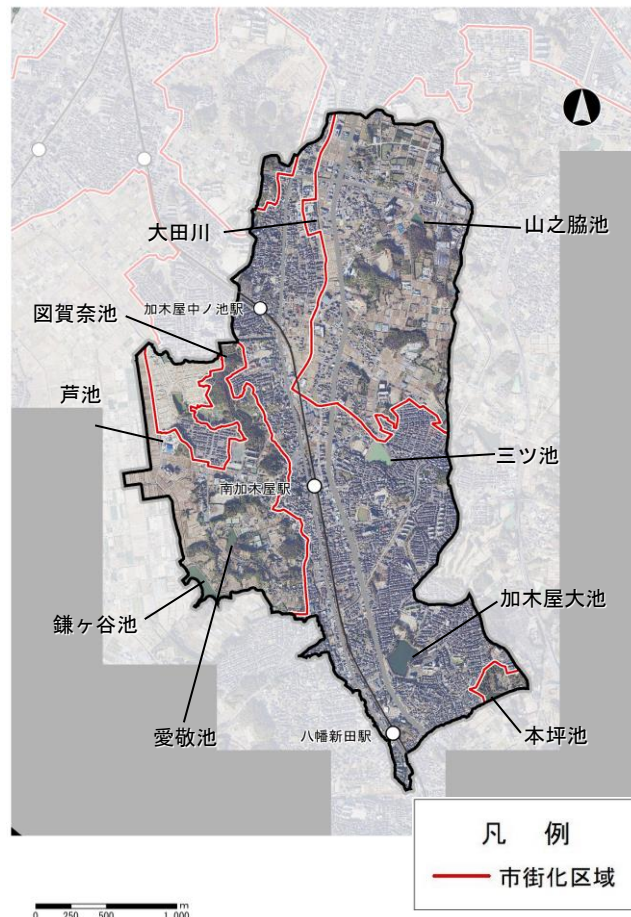 大田川
山之脇池
加木屋中ノ池駅
図賀奈池
芦池
三ツ池
南加木屋駅
加木屋大池
鎌ヶ谷池
愛敬池
八幡新田駅
本坪池
凡 例
市街化区域
m
0 250 500 1,000